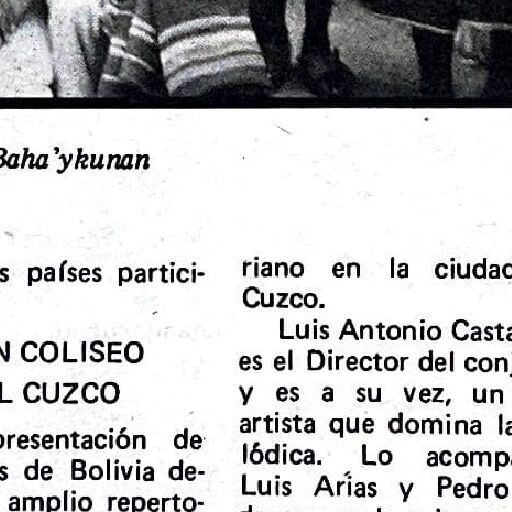 Baha'ykunan
s países partici-
N COLISEO
L CUZCO
presentación de
s de Bolivia de-
amplio reperto-
riano en la ciudad
Cuzco.
Luis Antonio Casta
es el Director del conj
y es a su vez, un
artista que domina la
lódica. Lo acompa
Luis Arias y Pedro